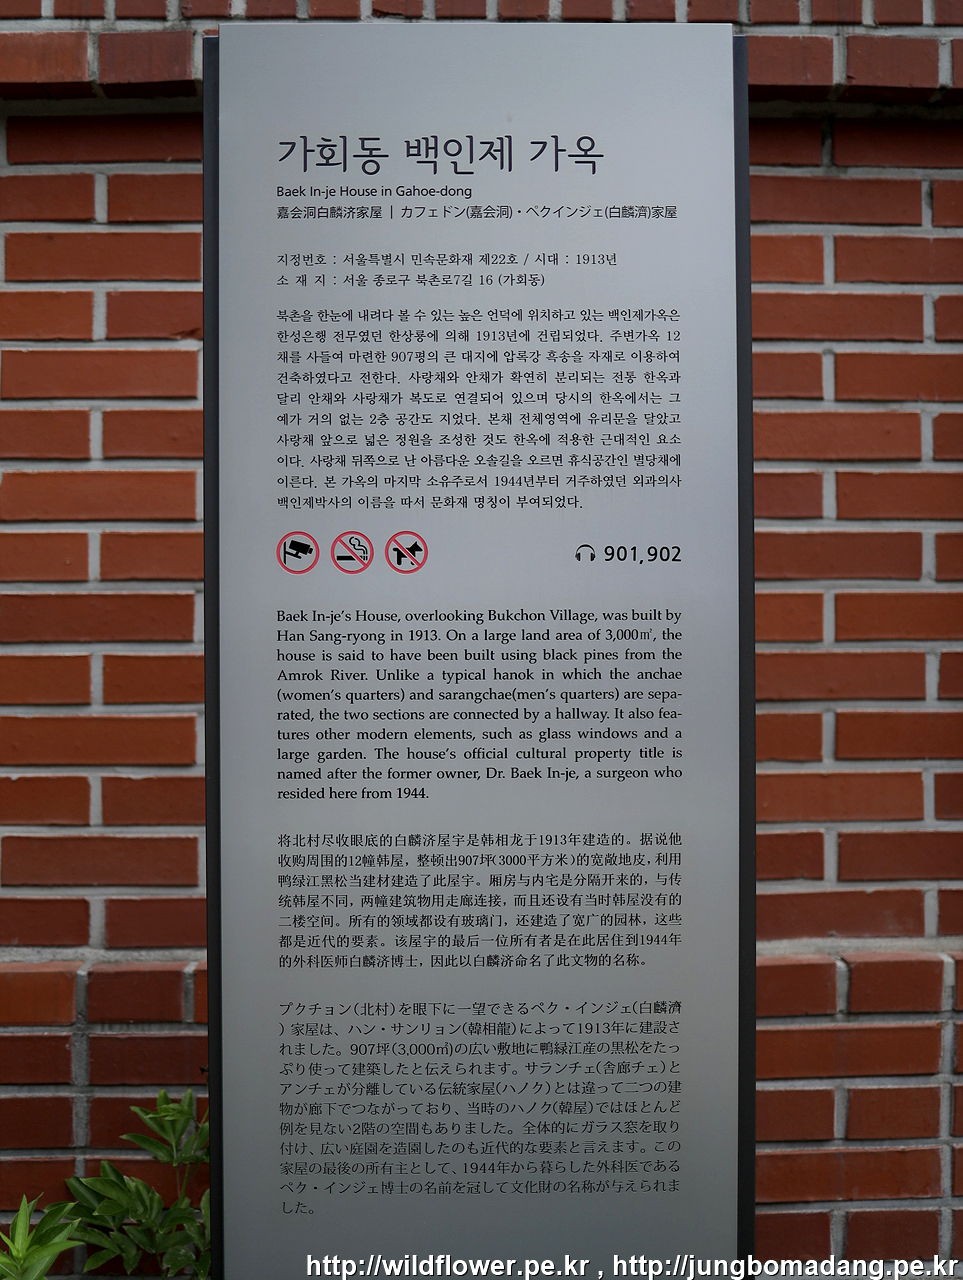 가회동 백인제 가옥
Baek In-je House in Gahoe-dong
嘉会洞白麟济家屋 | カフェドン(嘉会洞)・ペクインジェ(白麟濟)家屋
지정번호 : 서울특별시 민속문화재 제22호 / 시대 : 1913년
소 재 지 : 서울 종로구 북촌로7길 16 (가회동)
북촌을 한눈에 내려다 볼 수 있는 높은 언덕에 위치하고 있는 백인제가옥은
한성은행 전무였던 한상룡에 의해 1913년에 건립되었다. 주변가옥 12
채를 사들여 마련한 907평의 큰 대지에 압록강 흑송을 자재로 이용하여
건축하였다고 전한다. 사랑채와 안채가 확연히 분리되는 전통 한옥과
달리 안채와 사랑채가 복도로 연결되어 있으며 당시의 한옥에서는 그
예가 거의 없는 2층 공간도 지었다. 본채 전체영역에 유리문을 달았고
사랑채 앞으로 넓은 정원을 조성한 것도 한옥에 적용한 근대적인 요소
이다. 사랑채 뒤쪽으로 난 아름다운 오솔길을 오르면 휴식공간인 별당채에
이른다. 본 가옥의 마지막 소유주로서 1944년부터 거주하였던 외과의사
백인제박사의 이름을 따서 문화재 명칭이 부여되었다.
901,902
Baek In-je's House, overlooking Bukchon Village, was built by
Han Sang-ryong in 1913. On a large land area of 3,000㎡, the
house is said to have been built using black pines from the
Amrok River. Unlike a typical hanok in which the anchae
(women's quarters) and sarangchae(men's quarters) are sepa-
rated, the two sections are connected by a hallway. It also fea-
tures other modern elements, such as glass windows and a
large garden. The house's official cultural property title is
named after the former owner, Dr. Baek In-je, a surgeon who
resided here from 1944.
将北村尽收眼底的白麟济屋宇是韩相龙于1913年建造的。据说他
收购周围的12幢韩屋，整顿出907坪(3000平方米)的宽敞地皮，利用
鸭绿江黑松当建材建造了此屋宇。厢房与内宅是分隔开来的，与传
统韩屋不同，两幢建筑物用走廊连接，而且还设有当时韩屋没有的
二楼空间。所有的领域都设有玻璃门，还建造了宽广的园林，这些
都是近代的要素。该屋宇的最后一位所有者是在此居住到1944年
的外科医师白麟济博士，因此以白麟济命名了此文物的名称。
プクチョン(北村)を眼下に一望できるペク・インジェ(白麟濟
) 家屋は、ハン・サンリョン(韓相龍)によって1913年に建設さ
れました。907坪(3,000㎡)の広い敷地に鴨緑江産の黒松をたっ
ぷり使って建築したと伝えられます。サランチェ(舎廊チェ)と
アンチェが分離している伝統家屋(ハノク)とは違って二つの建
物が廊下でつながっており、当時のハノク(韓屋)ではほとんど
例を見ない2階の空間もありました。全体的にガラス窓を取り
付け、広い庭園を造園したのも近代的な要素と言えます。この
家屋の最後の所有主として、1944年から暮らした外科医である
ペク・インジェ博士の名前を冠して文化財の名称が与えられま
した。
http://wildflower.pe.kr , http://jungbomadang.pe.kr